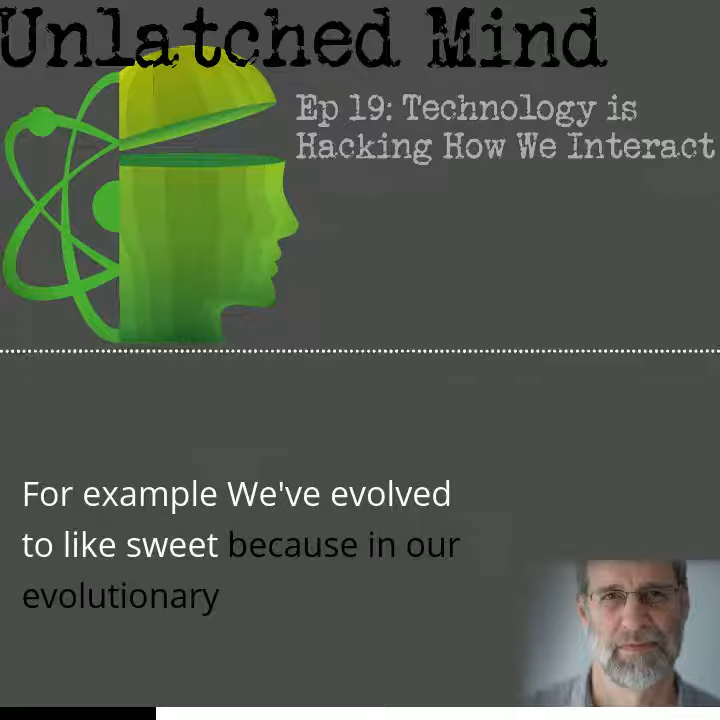 Unlatched Mind
Ep 19: Technology is
Hacking How We Interact
For example We've evolved
to like sweet because in our
evolutionary